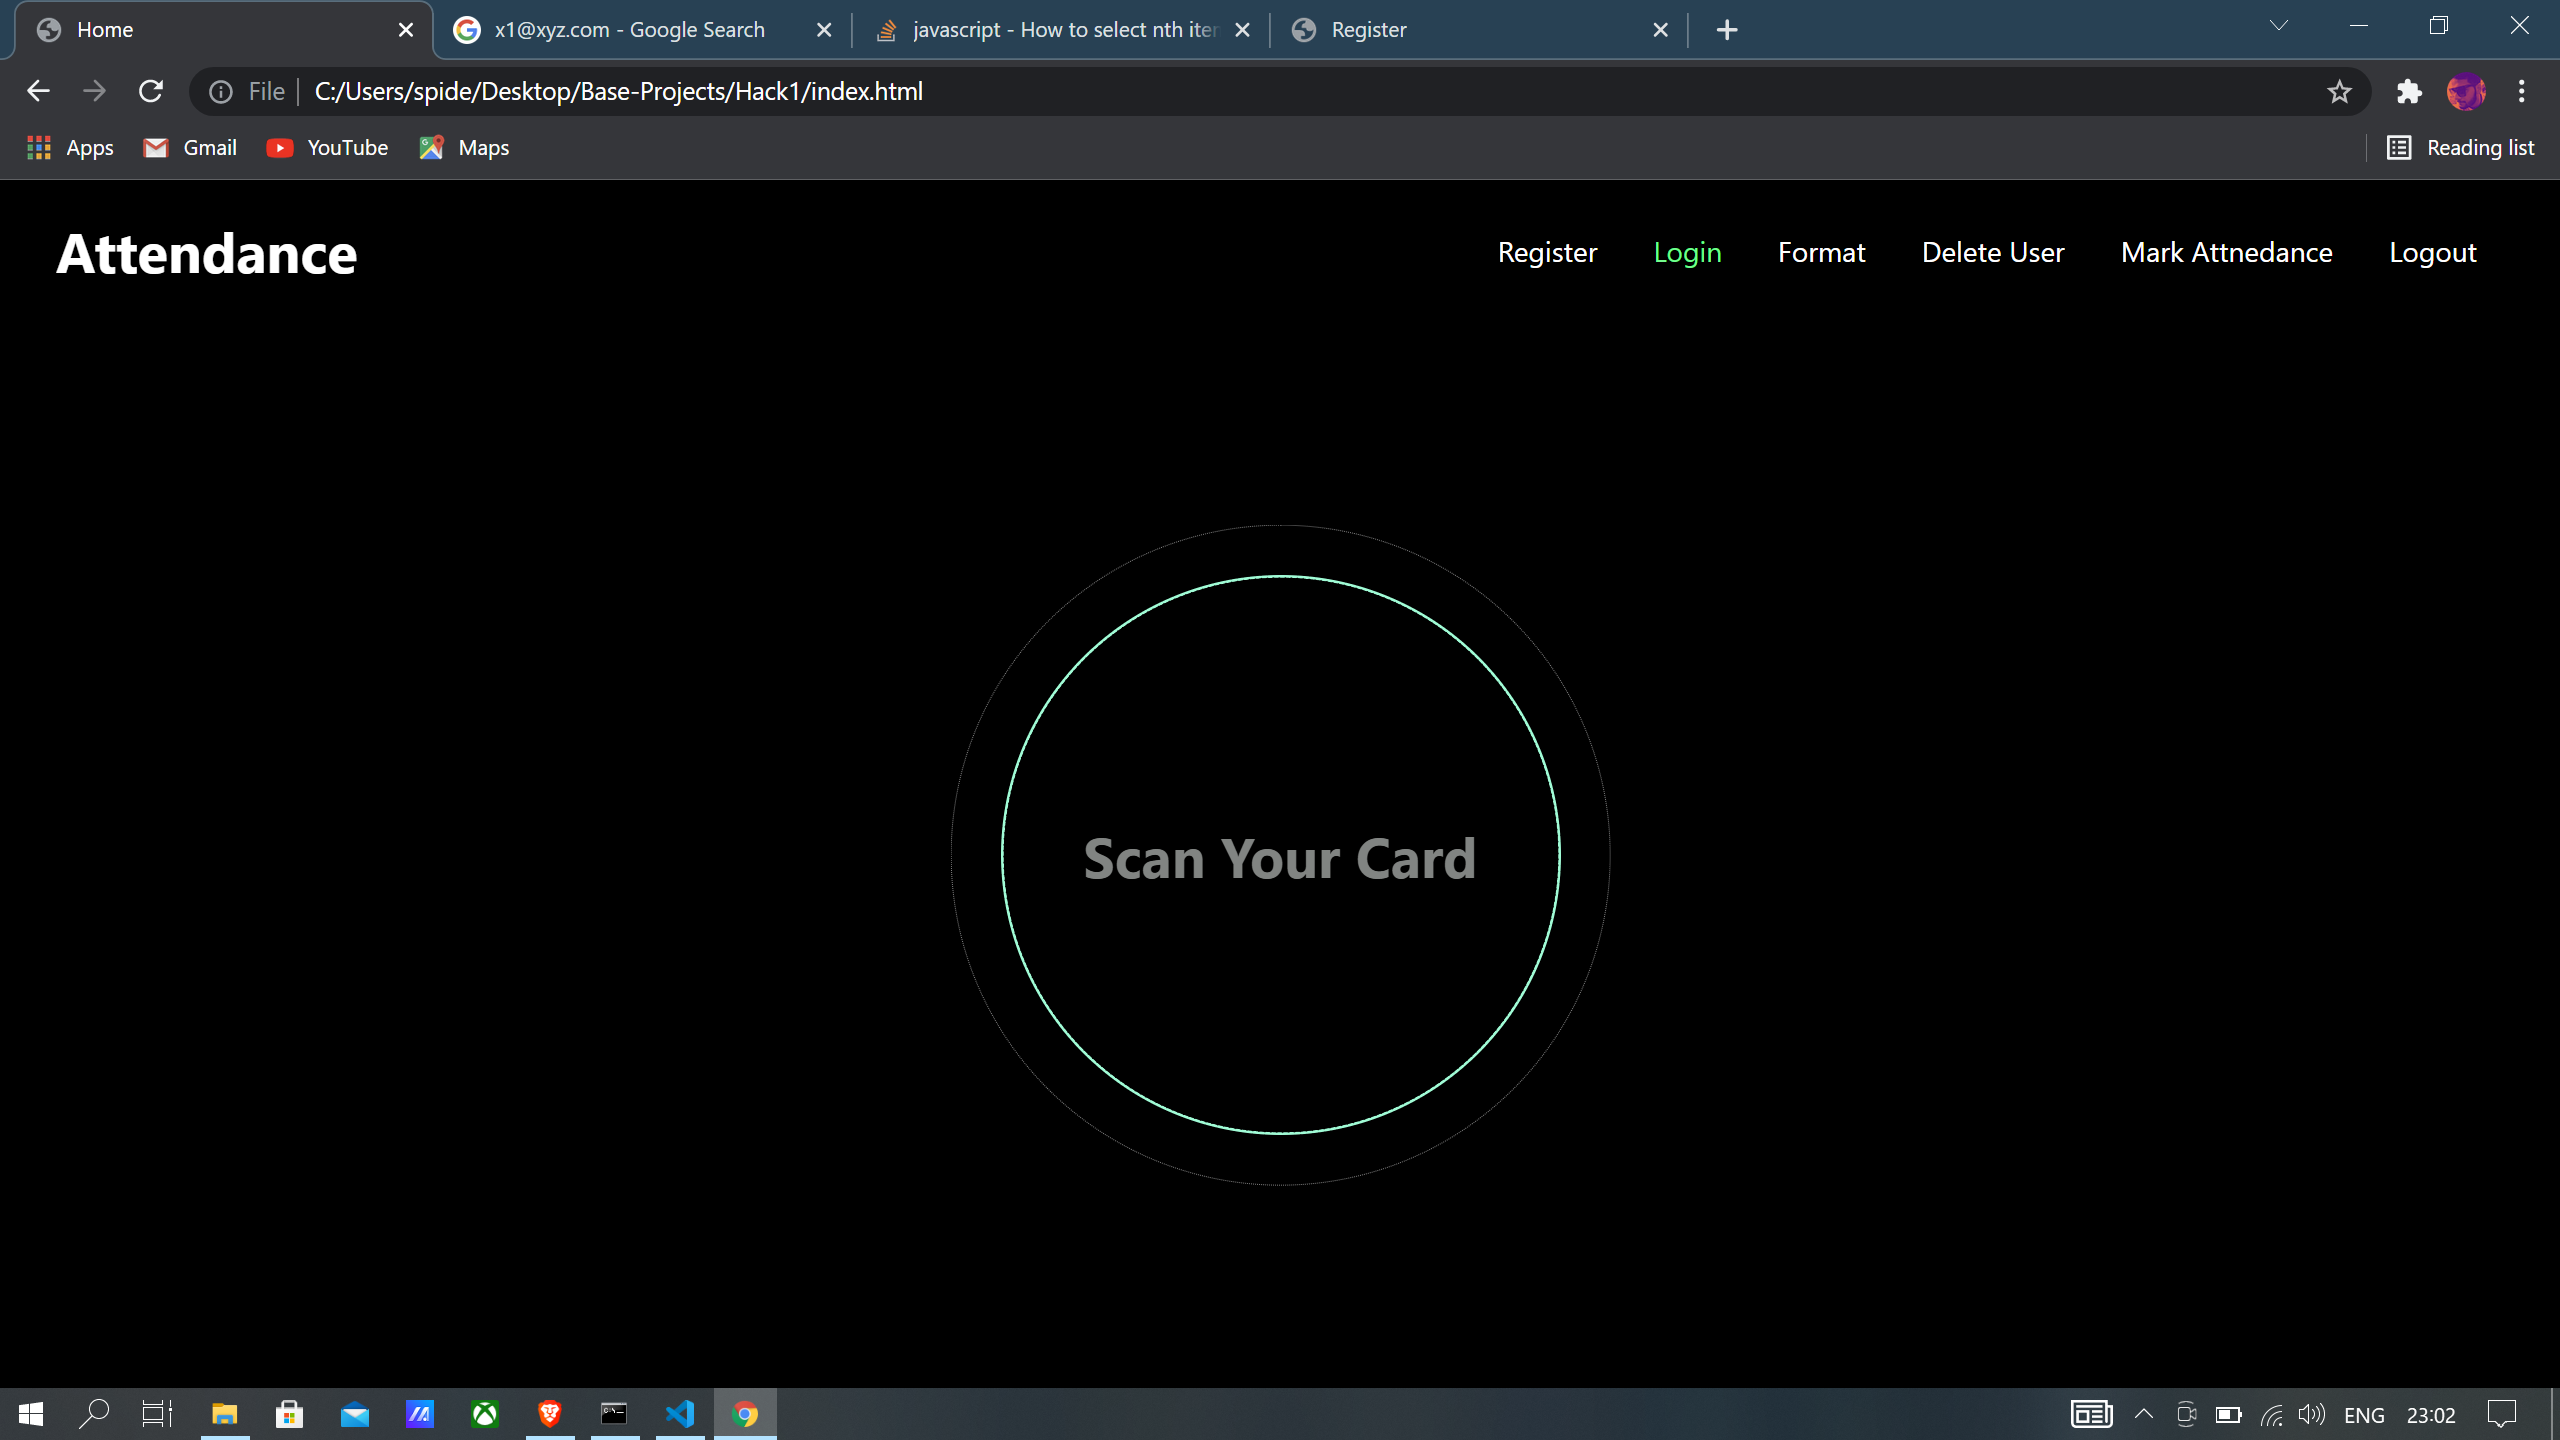 Home
x1@xyz.com - Google Search
javascript - How to select nth iter
Register
File
C:/Users/spide/Desktop/Base-Projects/Hack1/index.html
Apps
Gmail
YouTube
Maps
Reading list
Attendance
Register
Login
Format
Delete User
Mark Attnedance
Logout
Scan Your Card
ENG
23:02